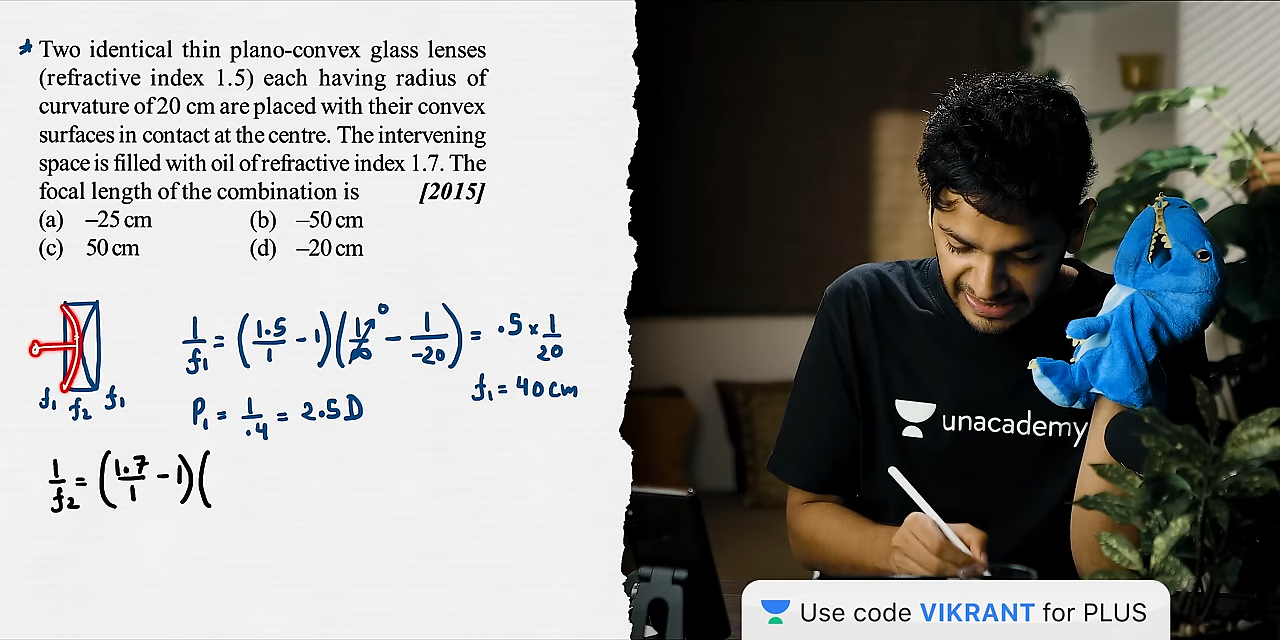 * Two identical thin plano-convex glass lenses
(refractive index 1.5) each having radius of
curvature of 20 cm are placed with their convex
surfaces in contact at the centre. The intervening
space is filled with oil of refractive index 1.7. The
focal length of the combination is [2015]
(a) –25 cm (b) –50 cm
(c) 50 cm (d) –20 cm
1/f₁ = (1.5/1 - 1)(1/∞ ⁰ - 1/-20) = .5 × 1/20
f₁ = 40 cm
f₁ f₂ f₁
P₁ = 1/.4 = 2.5 D
1/f₂ = (1.7/1 - 1)(
unacademy
Use code VIKRANT for PLUS